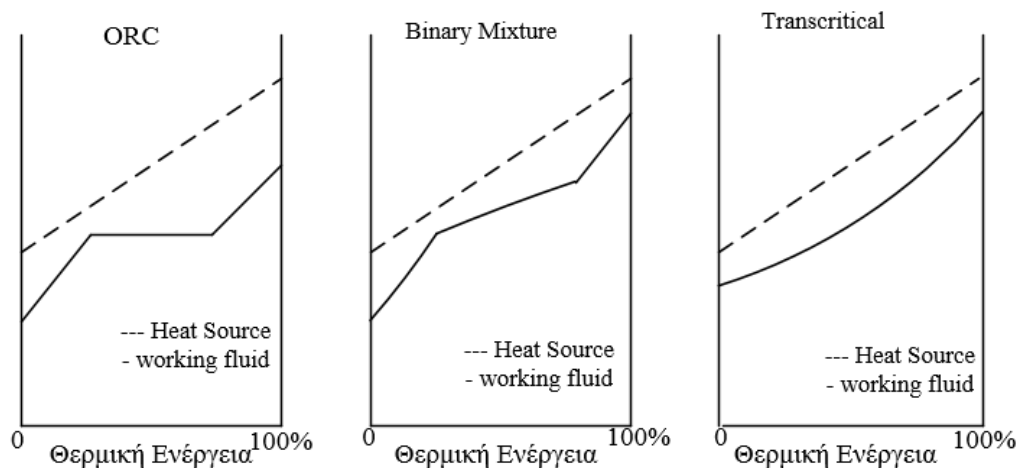 ORC
--- Heat Source
- working fluid
0
100%
Θερμική Ενέργεια
Binary Mixture
--- Heat Source
- working fluid
0
100%
Θερμική Ενέργεια
Transcritical
--- Heat Source
- working fluid
0
100%
Θερμική Ενέργεια